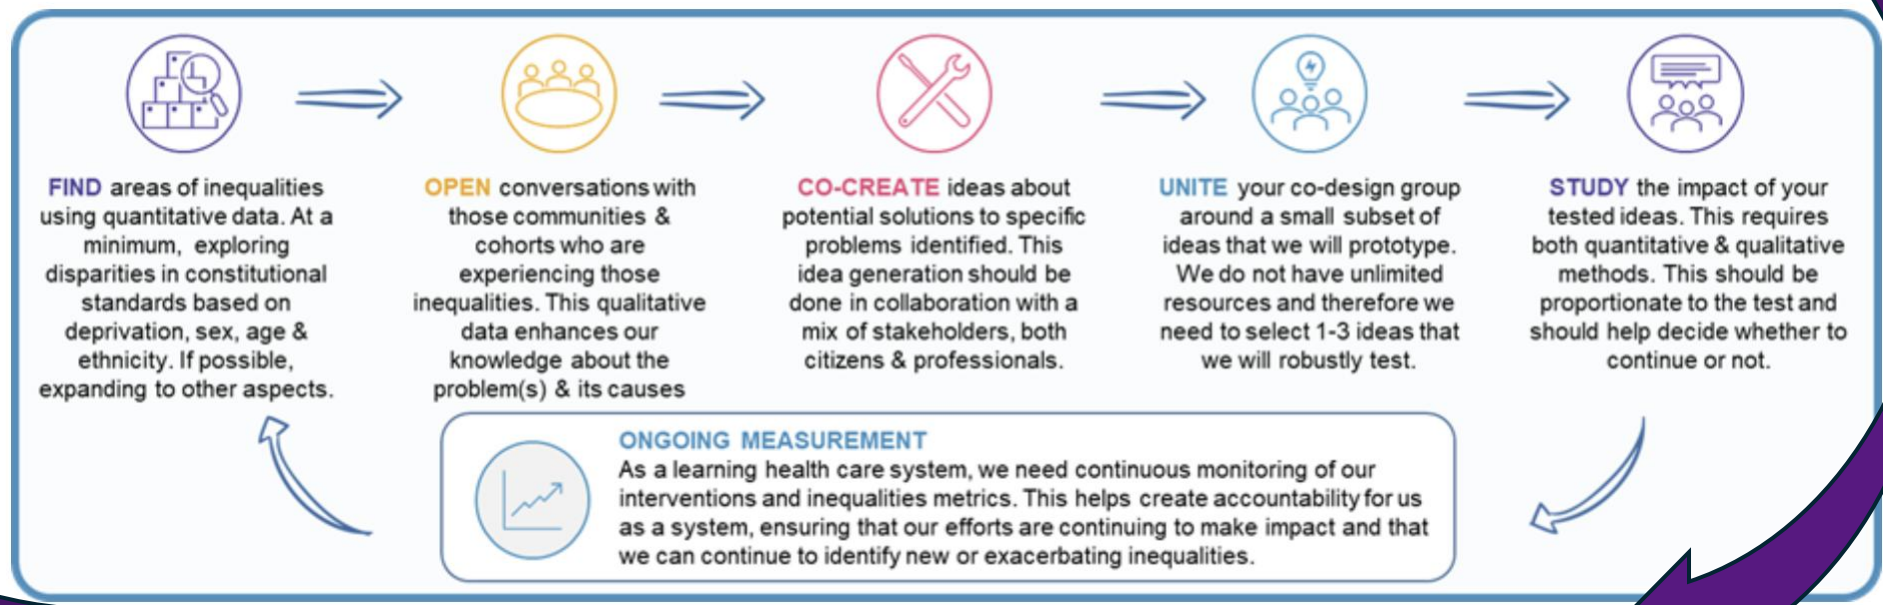 FIND areas of inequalities
using quantitative data. At a
minimum, exploring
disparities in constitutional
standards based on
deprivation, sex, age &
ethnicity. If possible,
expanding to other aspects.
OPEN conversations with
those communities &
cohorts who are
experiencing those
inequalities. This qualitative
data enhances our
knowledge about the
problem(s) & its causes
CO-CREATE ideas about
potential solutions to specific
problems identified. This
idea generation should be
done in collaboration with a
mix of stakeholders, both
citizens & professionals.
UNITE your co-design group
around a small subset of
ideas that we will prototype.
We do not have unlimited
resources and therefore we
need to select 1-3 ideas that
we will robustly test.
STUDY the impact of your
tested ideas. This requires
both quantitative & qualitative
methods. This should be
proportionate to the test and
should help decide whether to
continue or not.
ONGOING MEASUREMENT
As a learning health care system, we need continuous monitoring of our
interventions and inequalities metrics. This helps create accountability for us
as a system, ensuring that our efforts are continuing to make impact and that
we can continue to identify new or exacerbating inequalities.